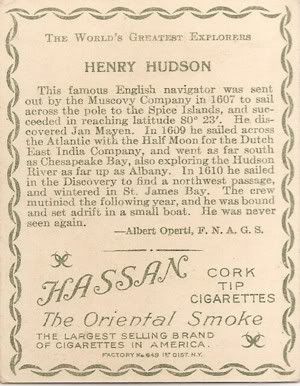 THE WORLD'S GREATEST EXPLORERS
HENRY HUDSON
This famous English navigator was sent
out by the Muscovy Company in 1607 to sail
across the pole to the Spice Islands, and suc-
ceeded in reaching latitude 80° 23'. He dis-
covered Jan Mayen. In 1609 he sailed across
the Atlantic with the Half Moon for the Dutch
East India Company, and went as far south
as Chesapeake Bay, also exploring the Hudson
River as far up as Albany. In 1610 he sailed
in the Discovery to find a northwest passage,
and wintered in St. James Bay. The crew
mutinied the following year, and he was bound
and set adrift in a small boat. He was never
seen again.
—Albert Operti, F. N. A. G. S.
HASSAN
CORK
TIP
CIGARETTES
The Oriental Smoke
THE LARGEST SELLING BRAND
OF CIGARETTES IN AMERICA.
FACTORY No 649 1st DIST. N.Y.